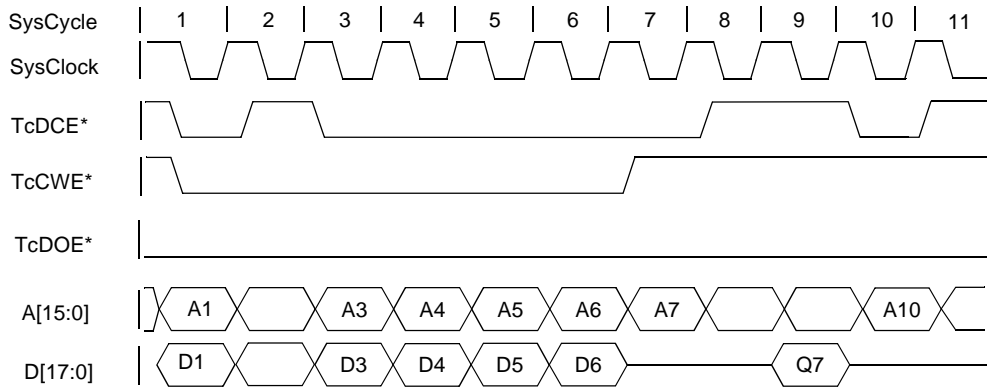 SysCycle 1 2 3 4 5 6 7 8 9 10 11
SysClock
TcDCE*
TcCWE*
TcDOE*
A[15:0] A1 A3 A4 A5 A6 A7 A10
D[17:0] D1 D3 D4 D5 D6 Q7